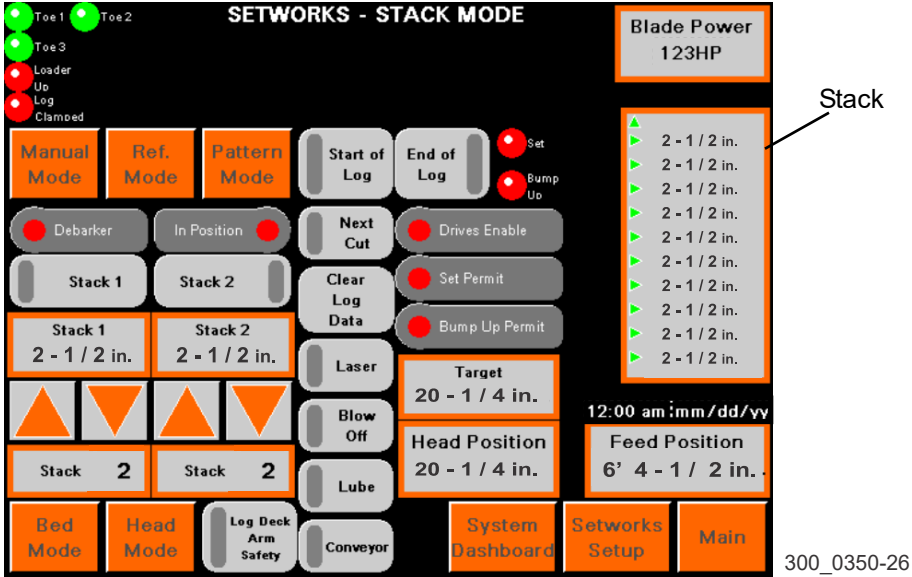 SETWORKS - STACK MODE
Toe 1
Toe 2
Toe 3
Loader
Up
Log
Clamped
Blade Power
123HP
Stack
Manual
Mode
Ref.
Mode
Pattern
Mode
Start of
Log
End of
Log
Set
Bump
Up
2 - 1 / 2 in.
2 - 1 / 2 in.
2 - 1 / 2 in.
2 - 1 / 2 in.
2 - 1 / 2 in.
2 - 1 / 2 in.
2 - 1 / 2 in.
2 - 1 / 2 in.
2 - 1 / 2 in.
2 - 1 / 2 in.
Debarker
In Position
Next
Cut
Drives Enable
Stack 1
Stack 2
Clear
Log
Data
Set Permit
Bump Up Permit
Stack 1
2 - 1 / 2 in.
Stack 2
2 - 1 / 2 in.
Laser
Target
20 - 1 / 4 in.
Blow
Off
12:00 am
mm/dd/yy
Head Position
20 - 1 / 4 in.
Feed Position
6' 4 - 1 / 2 in.
Stack 2
Stack 2
Lube
Bed
Mode
Head
Mode
Log Deck
Arm
Safety
Conveyor
System
Dashboard
Setworks
Setup
Main
300_0350-26